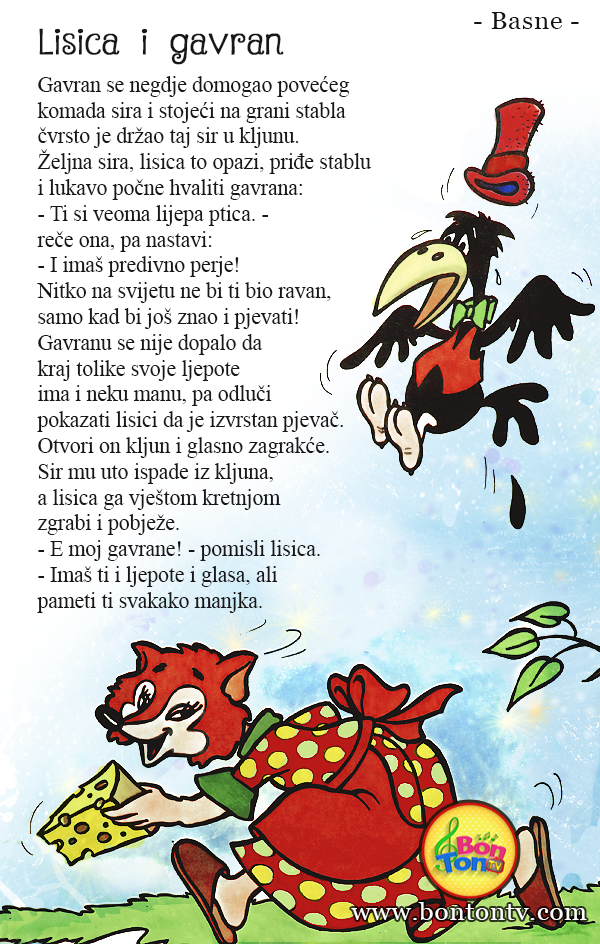 - Basne -
Lisica i gavran
Gavran se negdje domogao povećeg
komada sira i stojeći na grani stabla
čvrsto je držao taj sir u kljunu.
Željna sira, lisica to opazi, priđe stablu
i lukavo počne hvaliti gavrana:
- Ti si veoma lijepa ptica. -
reče ona, pa nastavi:
- I imaš predivno perje!
Nitko na svijetu ne bi ti bio ravan,
samo kad bi još znao i pjevati!
Gavranu se nije dopalo da
kraj tolike svoje ljepote
ima i neku manu, pa odluči
pokazati lisici da je izvrstan pjevač.
Otvori on kljun i glasno zagrakće.
Sir mu uto ispade iz kljuna,
a lisica ga vještom kretnjom
zgrabi i pobježe.
- E moj gavrane! - pomisli lisica.
- Imaš ti i ljepote i glasa, ali
pameti ti svakako manjka.
Bon
Ton TV
www.bontontv.com